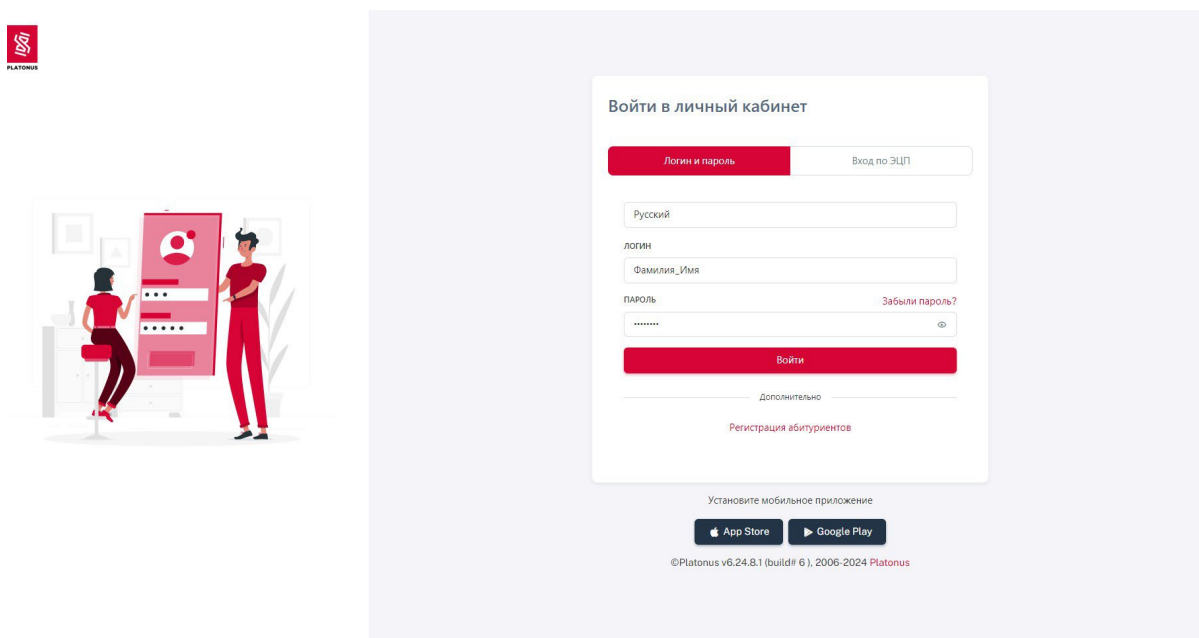 PLATONUS
Войти в личный кабинет
Логин и пароль
Вход по ЭЦП
Русский
ЛОГИН
Фамилия_Имя
ПАРОЛЬ
Забыли пароль?
Войти
Дополнительно
Регистрация абитуриентов
Установите мобильное приложение
App Store
Google Play
©Platonus v6.24.8.1 (build# 6 ), 2006-2024 Platonus